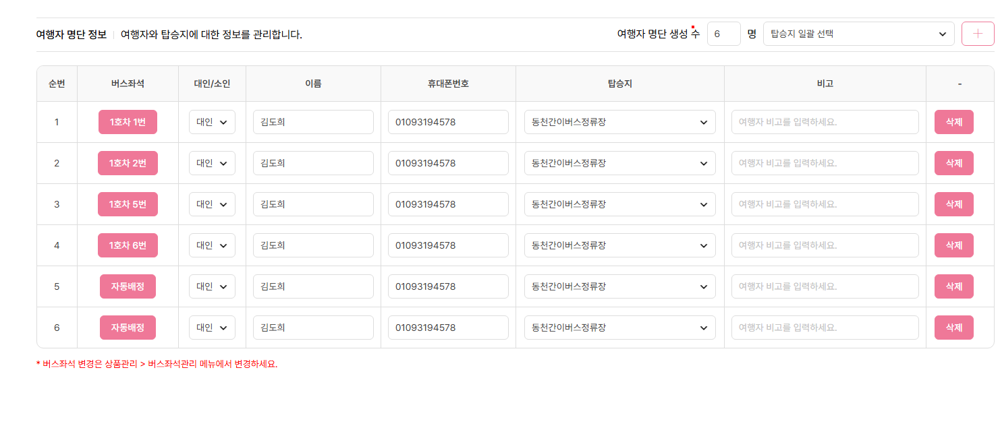 여행자 명단 정보 여행자와 탑승지에 대한 정보를 관리합니다. 여행자 명단 생성 수 6 명 탑승지 일괄 선택
순번 버스좌석 대인/소인 이름 휴대폰번호 탑승지 비고 -
1 1호차 1번 대인 김도희 01093194578 동천간이버스정류장 여행자 비고를 입력하세요. 삭제
2 1호차 2번 대인 김도희 01093194578 동천간이버스정류장 여행자 비고를 입력하세요. 삭제
3 1호차 5번 대인 김도희 01093194578 동천간이버스정류장 여행자 비고를 입력하세요. 삭제
4 1호차 6번 대인 김도희 01093194578 동천간이버스정류장 여행자 비고를 입력하세요. 삭제
5 자동배정 대인 김도희 01093194578 동천간이버스정류장 여행자 비고를 입력하세요. 삭제
6 자동배정 대인 김도희 01093194578 동천간이버스정류장 여행자 비고를 입력하세요. 삭제
* 버스좌석 변경은 상품관리 > 버스좌석관리 메뉴에서 변경하세요.